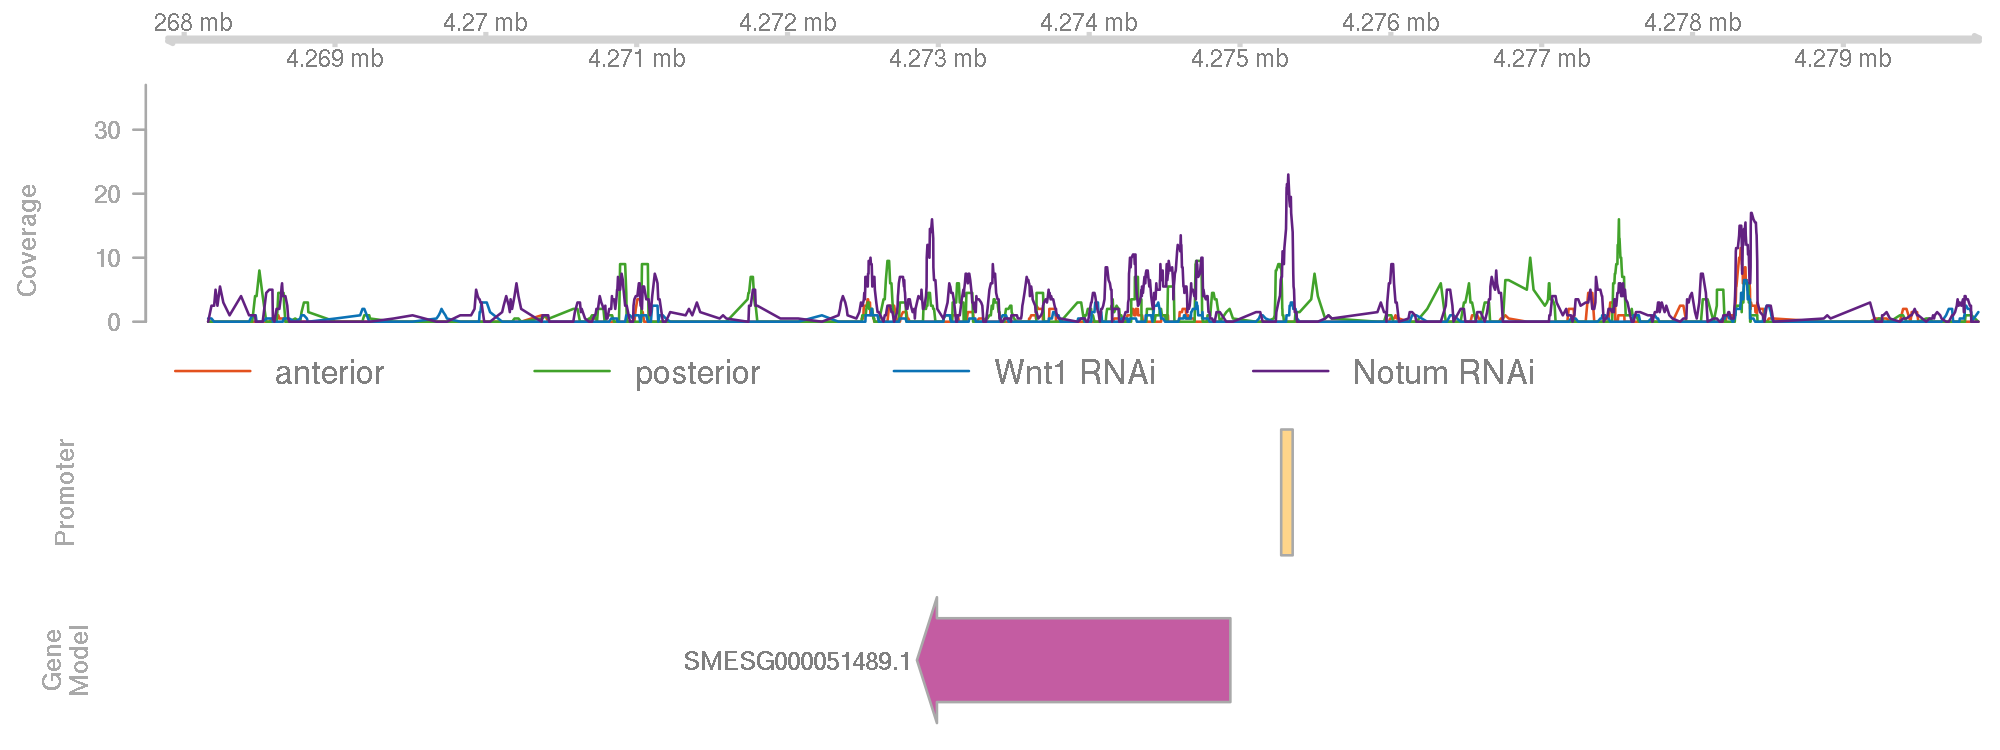 268 mb 4.27 mb 4.272 mb 4.274 mb 4.276 mb 4.278 mb
4.269 mb 4.271 mb 4.273 mb 4.275 mb 4.277 mb 4.279 mb
Coverage
30
20
10
0
anterior posterior Wnt1 RNAi Notum RNAi
Promoter
Gene
Model
SMESG000051489.1